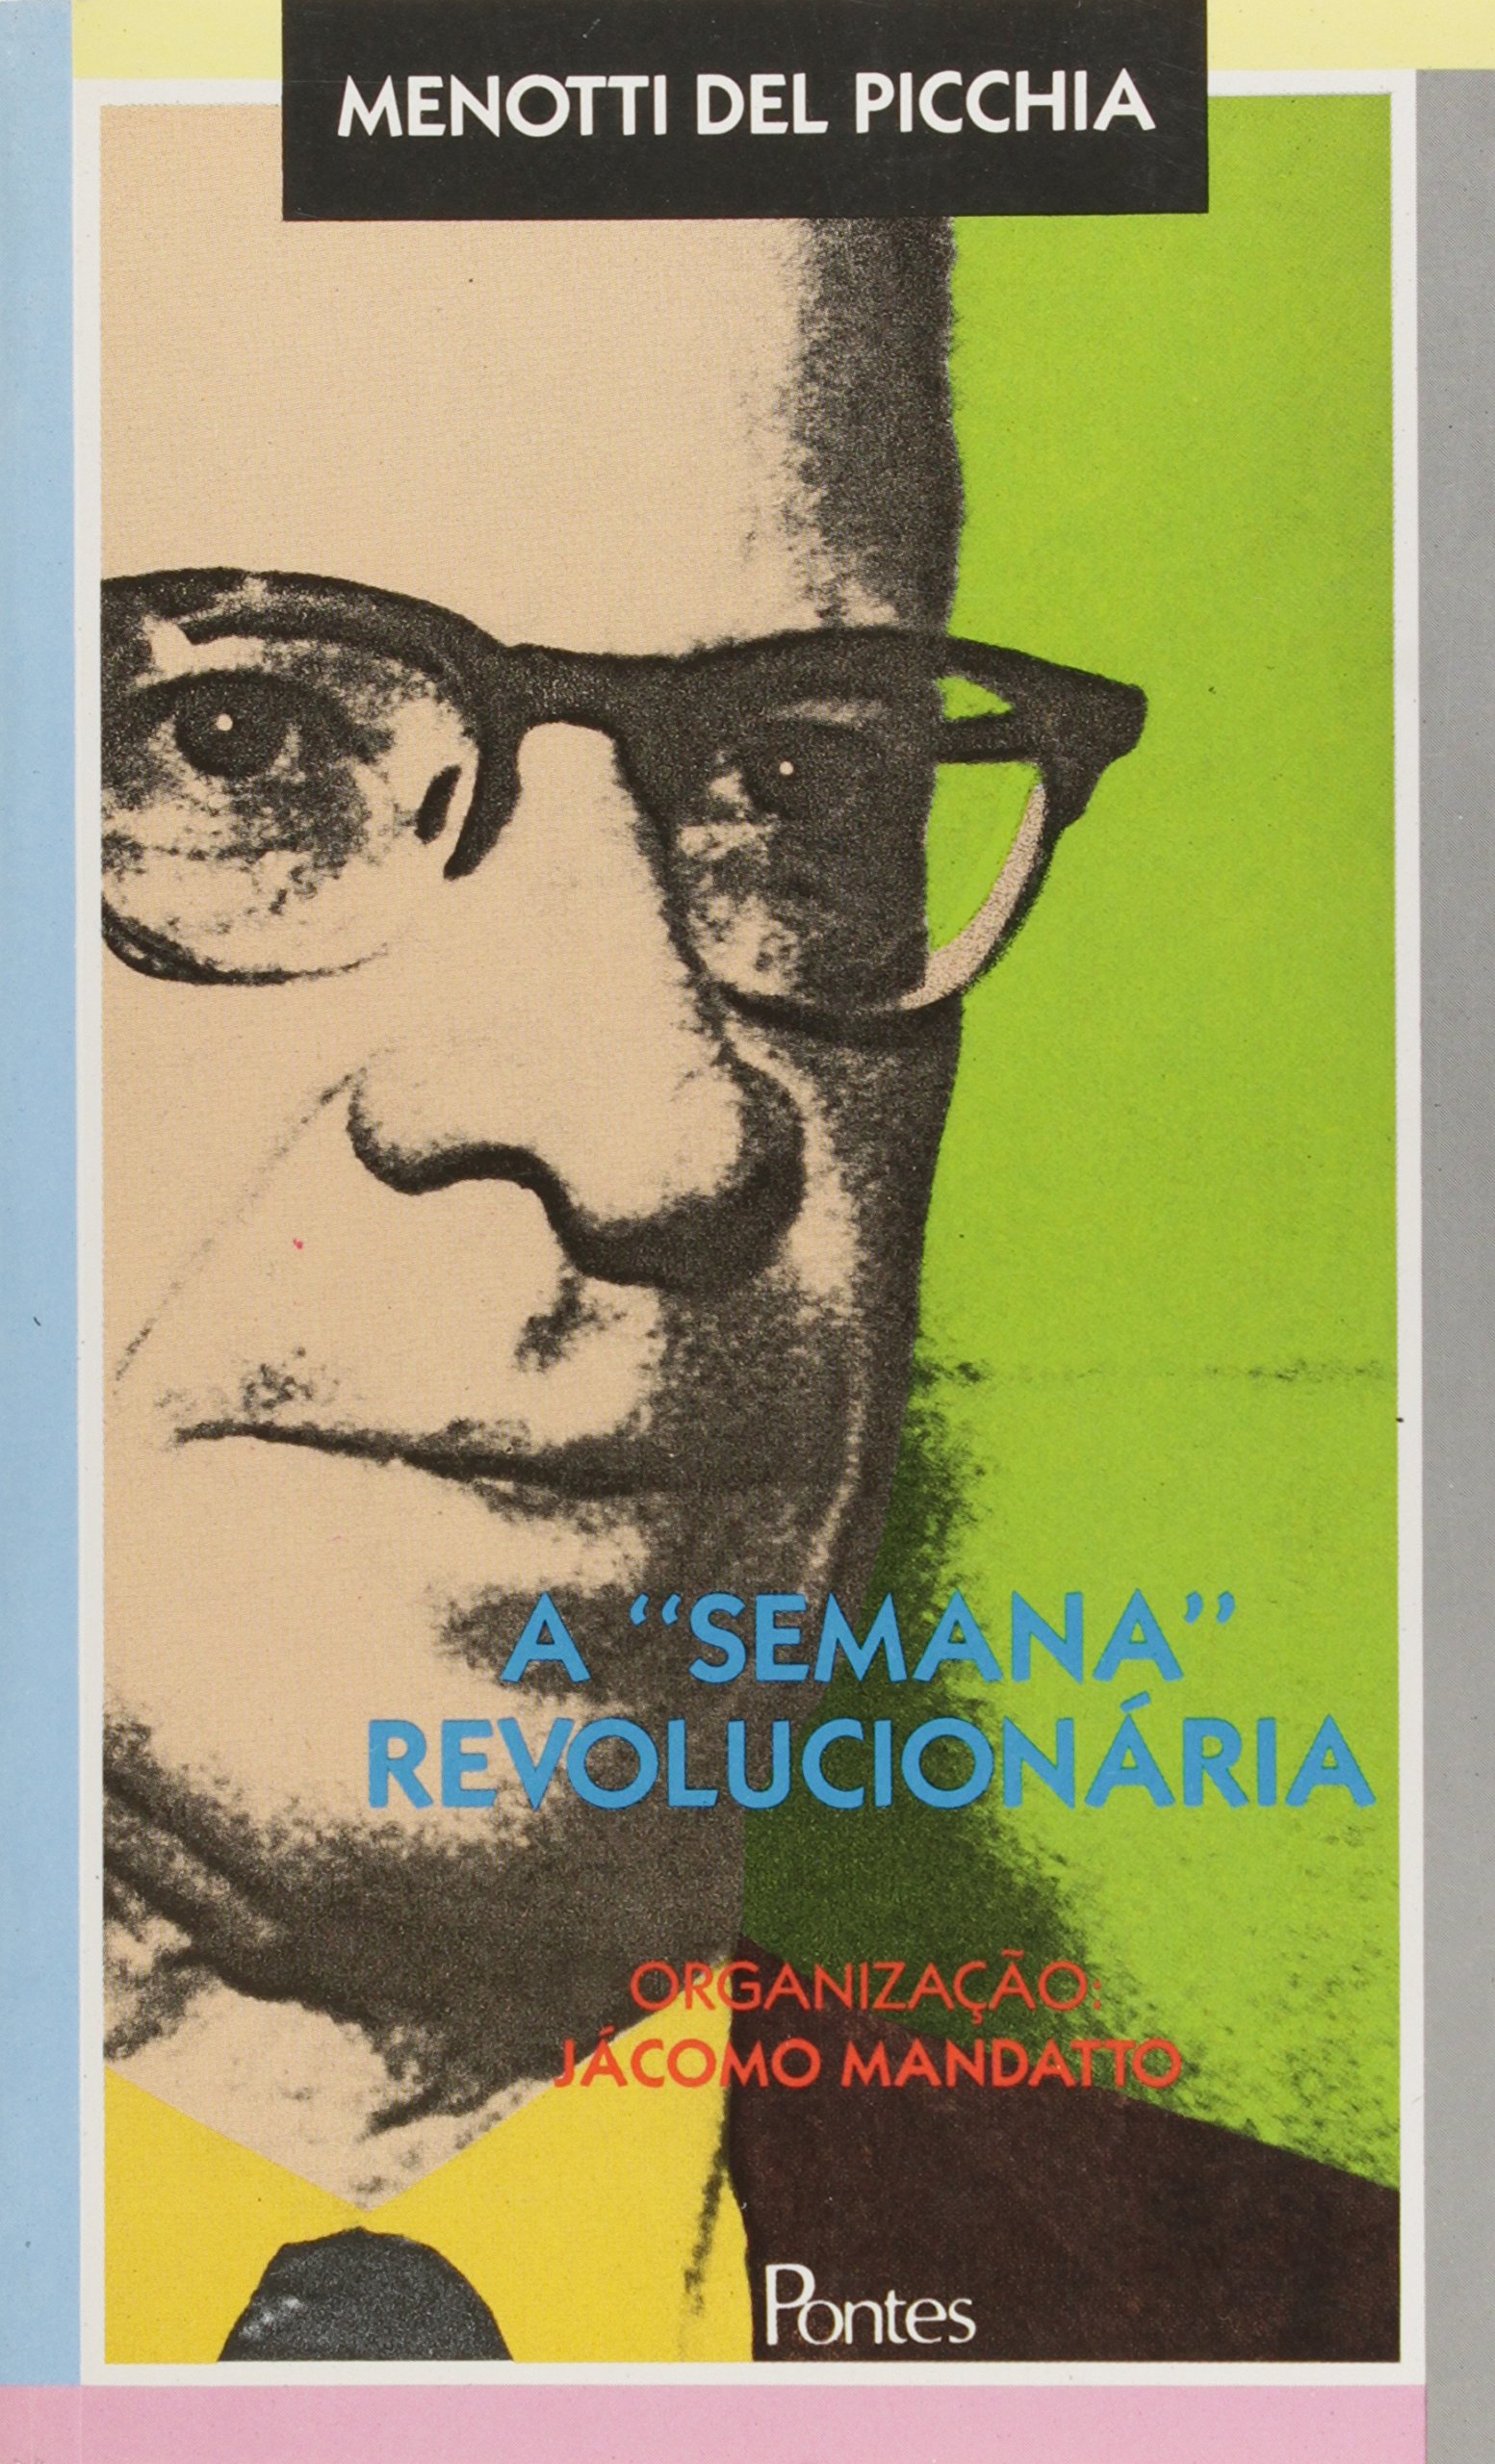 MENOTTI DEL PICCHIA
A “SEMANA”
REVOLUCIONÁRIA
ORGANIZAÇÃO:
JÁCOMO MANDATTO
Pontes